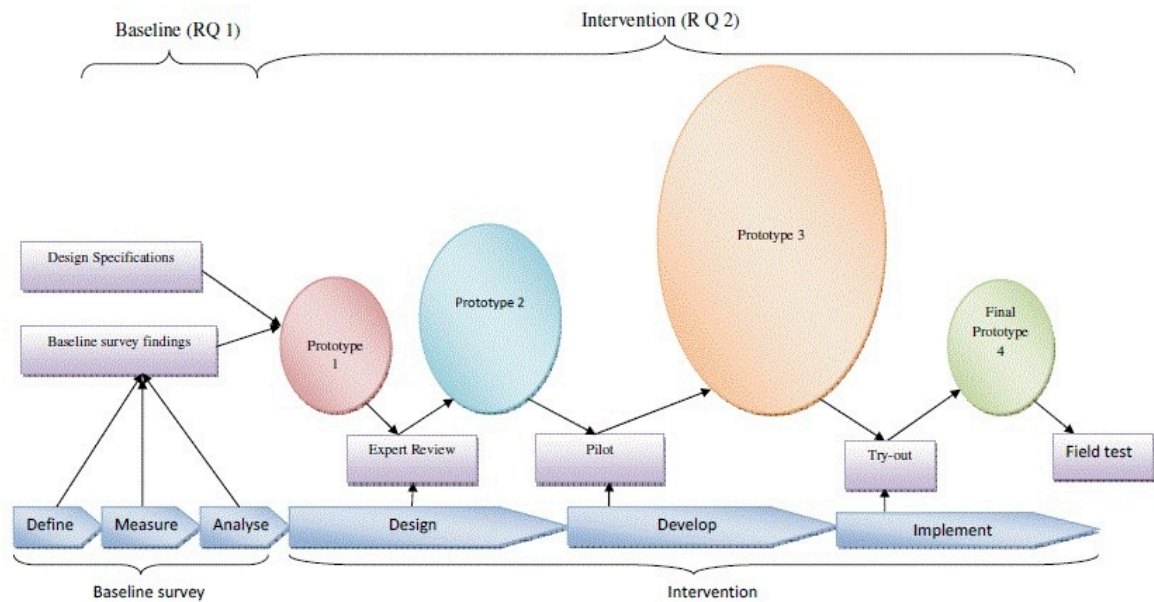 Baseline (RQ 1)
Intervention (R Q 2)
Design Specifications
Baseline survey findings
Prototype
1
Prototype 2
Prototype 3
Final
Prototype
4
Expert Review
Pilot
Try-out
Field test
Define
Measure
Analyse
Design
Develop
Implement
Baseline survey
Intervention